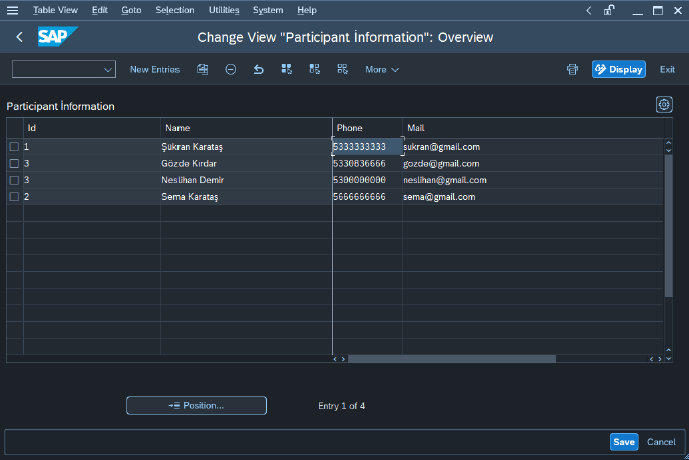 Table View Edit Goto Selection Utilities System Help
SAP Change View "Participant İnformation": Overview
New Entries More Display Exit
Participant İnformation
Id Name Phone Mail
1 Şükran Karataş 5333333333 sukran@gmail.com
3 Gözde Kırdar 5330836666 gozde@gmail.com
3 Neslihan Demir 5300000000 neslihan@gmail.com
2 Sema Karataş 5666666666 sema@gmail.com
Position... Entry 1 of 4
Save Cancel